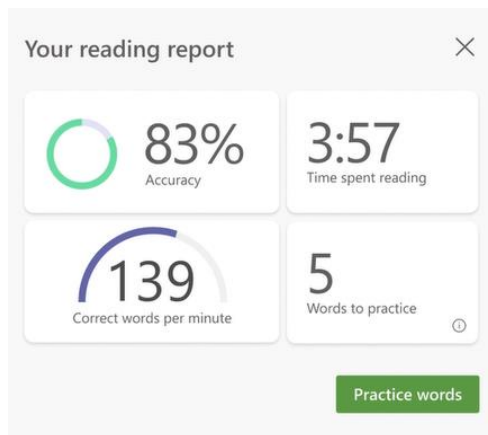 Your reading report
83%
Accuracy
3:57
Time spent reading
139
Correct words per minute
5
Words to practice
Practice words